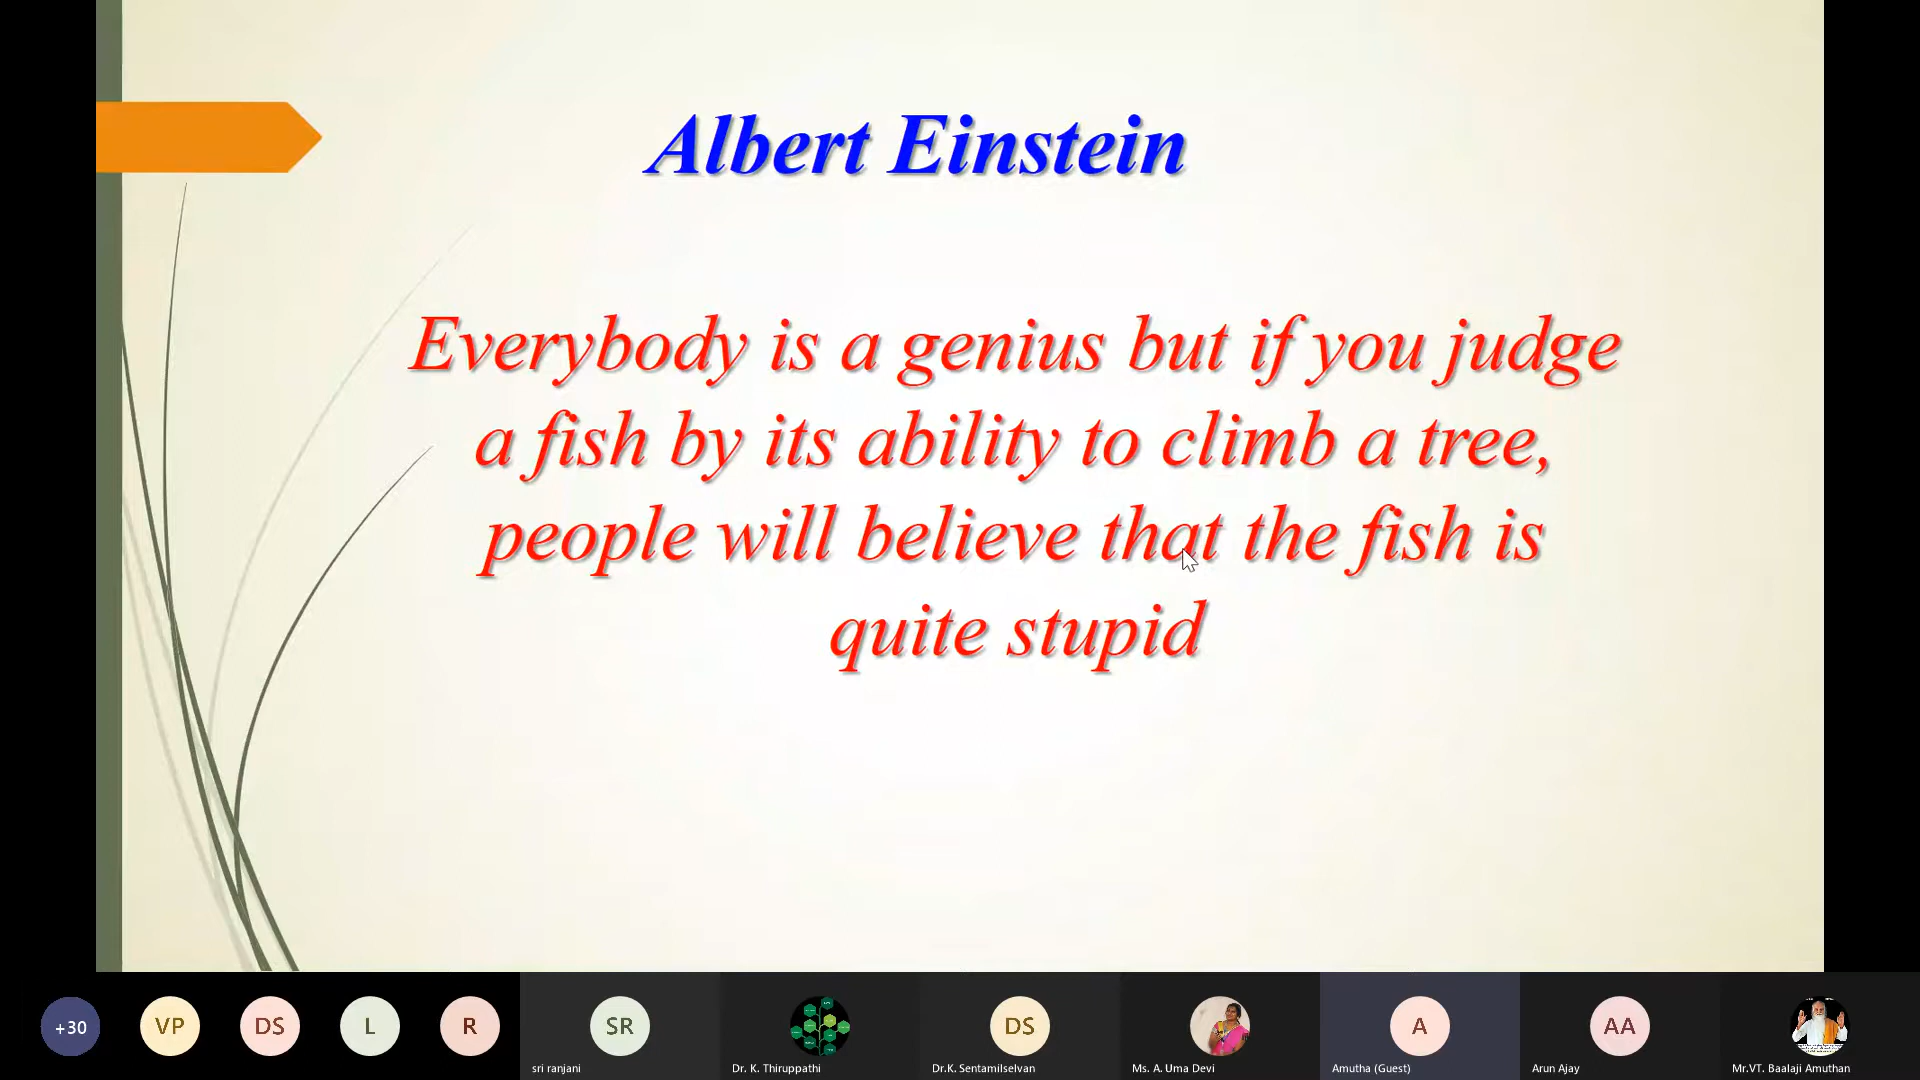 Albert Einstein
Everybody is a genius but if you judge
a fish by its ability to climb a tree,
people will believe that the fish is
quite stupid
+30
VP
DS
L
R
SR
sri ranjani
Dr. K. Thiruppathi
DS
Dr.K. Sentamilselvan
Ms. A. Uma Devi
A
Amutha (Guest)
AA
Arun Ajay
Mr.VT. Baalaji Amuthan